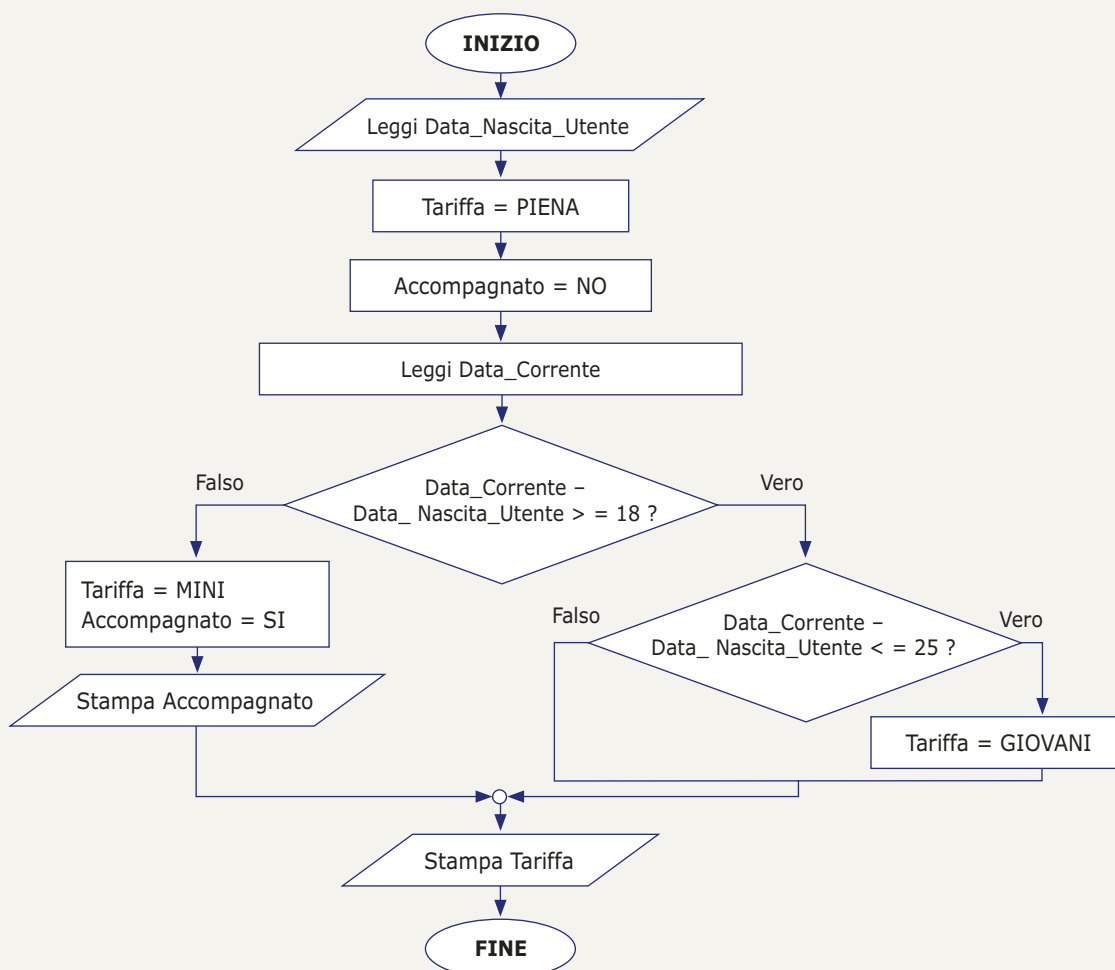 INIZIO
Leggi Data_Nascita_Utente
Tariffa = PIENA
Accompagnato = NO
Leggi Data_Corrente
Falso
Vero
Data_Corrente –
Data_ Nascita_Utente > = 18 ?
Tariffa = MINI
Accompagnato = SI
Stampa Accompagnato
Falso
Vero
Data_Corrente –
Data_ Nascita_Utente < = 25 ?
Tariffa = GIOVANI
Stampa Tariffa
FINE